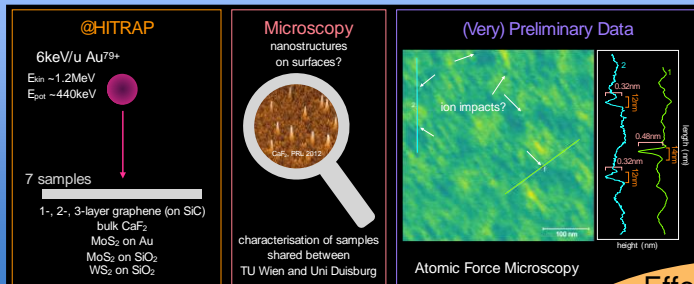 @HITRAP
6keV/u Au⁷⁹⁺
Eₖᵢₙ ~1.2MeV
Eₚₒₜ ~440keV
7 samples
1-, 2-, 3-layer graphene (on SiC)
bulk CaF₂
MoS₂ on Au
MoS₂ on SiO₂
WS₂ on SiO₂
Microscopy
nanostructures
on surfaces?
CaF₂, PRL 2012
characterisation of samples
shared between
TU Wien and Uni Duisburg
(Very) Preliminary Data
2
ion impacts?
1
100 nm
Atomic Force Microscopy
2
1
0.32nm
12nm
0.48nm
14nm
0.32nm
12nm
length (nm)
height (nm)